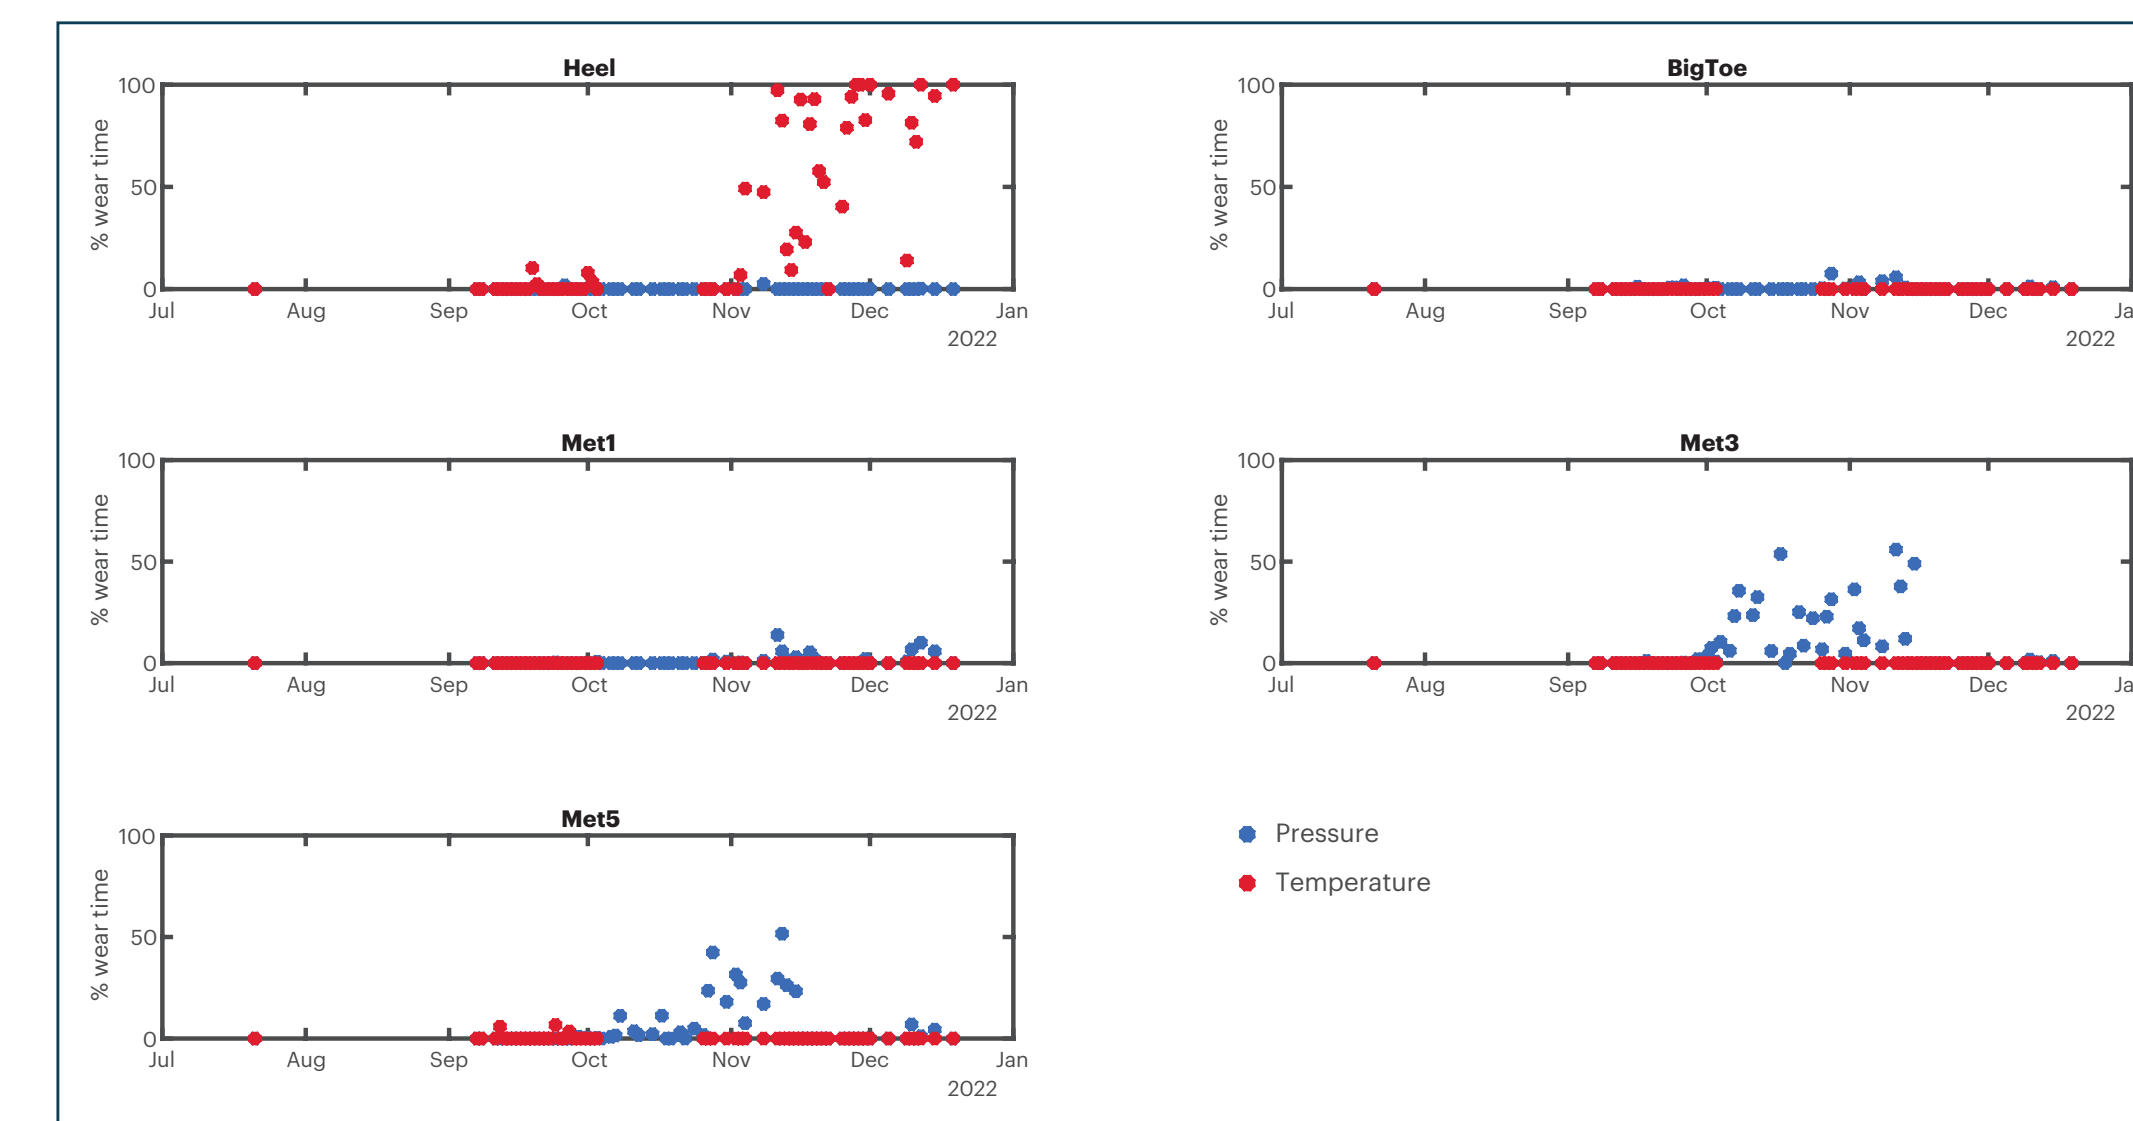 Heel
100
50
0
% wear time
Jul Aug Sep Oct Nov Dec Jan
2022
BigToe
100
50
0
% wear time
Jul Aug Sep Oct Nov Dec Ja
2022
Met1
100
50
0
% wear time
Jul Aug Sep Oct Nov Dec Jan
2022
Met3
100
50
0
% wear time
Jul Aug Sep Oct Nov Dec Ja
2022
Met5
100
50
0
% wear time
Jul Aug Sep Oct Nov Dec Jan
2022
Pressure
Temperature